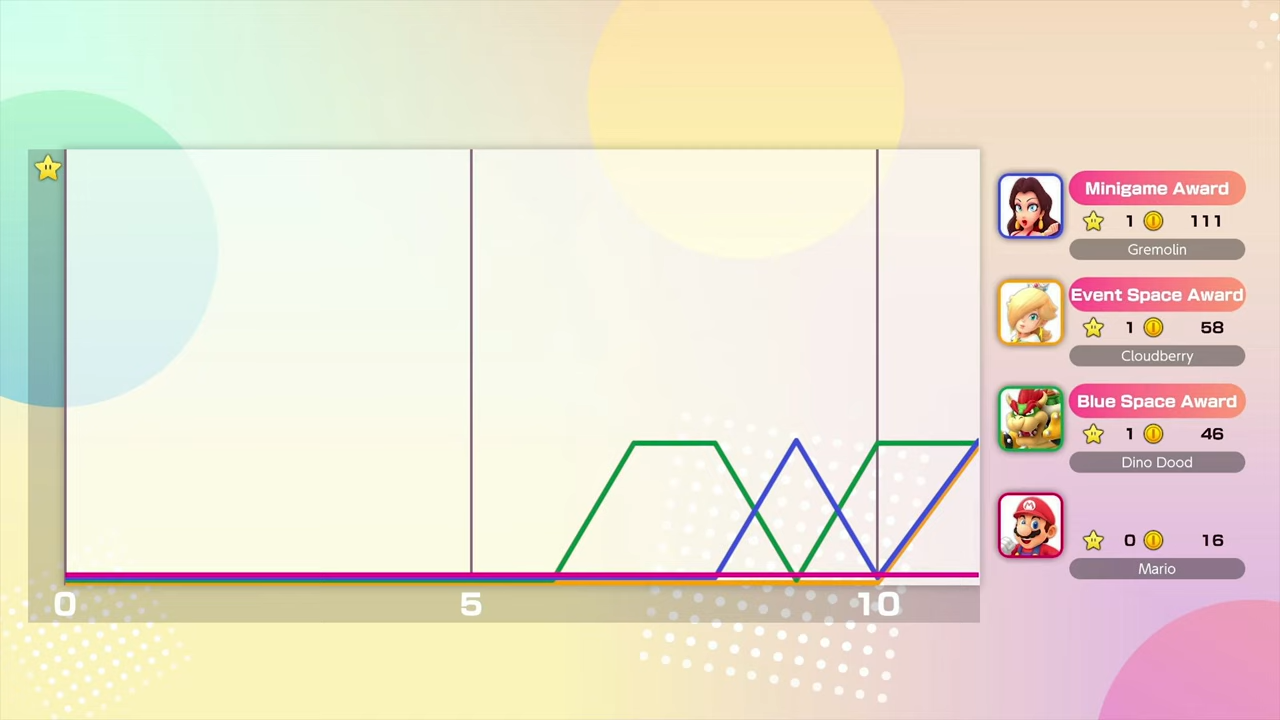 Minigame Award
1 111
Gremolin
Event Space Award
1 58
Cloudberry
Blue Space Award
1 46
Dino Dood
0 16
Mario
0 5 10